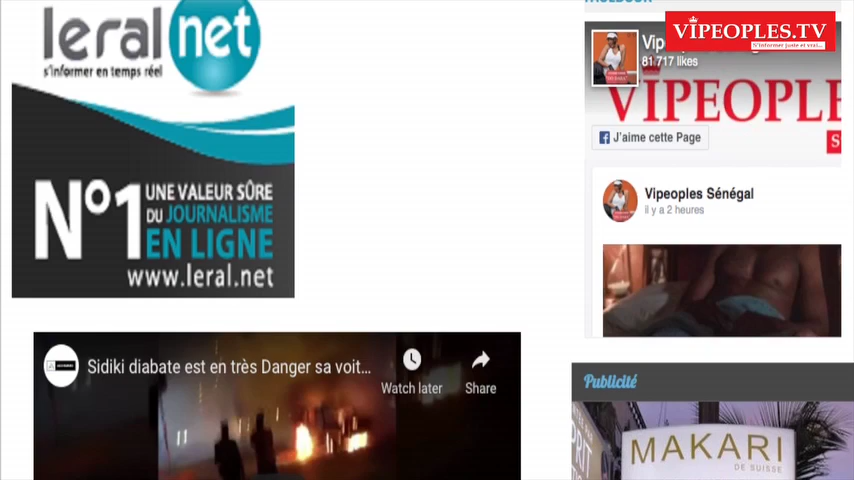 leral net
s'informer en temps réel
N°1 UNE VALEUR SÛRE
DU JOURNALISME
EN LIGNE
www.leral.net
VIPEOPLES.TV
S'informer juste et vrai...
Vip
81 717 likes
VIPEOPLE
S
J'aime cette Page
Vipeoples Sénégal
il y a 2 heures
Sidiki diabate est en très Danger sa voit...
Watch later
Share
Publicité
MAKARI
DE SUISSE